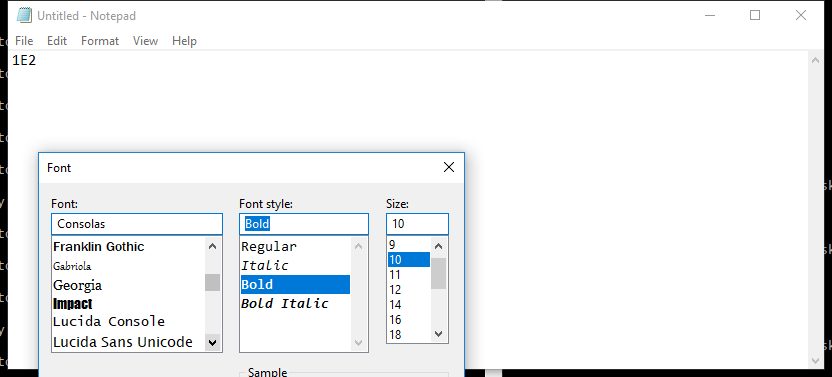 Untitled - Notepad
File Edit Format View Help
1E2
Font
Font: Font style: Size:
Consolas Bold 10
Franklin Gothic Regular 9
Gabriola Italic 10
Georgia Bold 11
Impact Bold Italic 12
Lucida Console 14
Lucida Sans Unicode 16
18
Sample